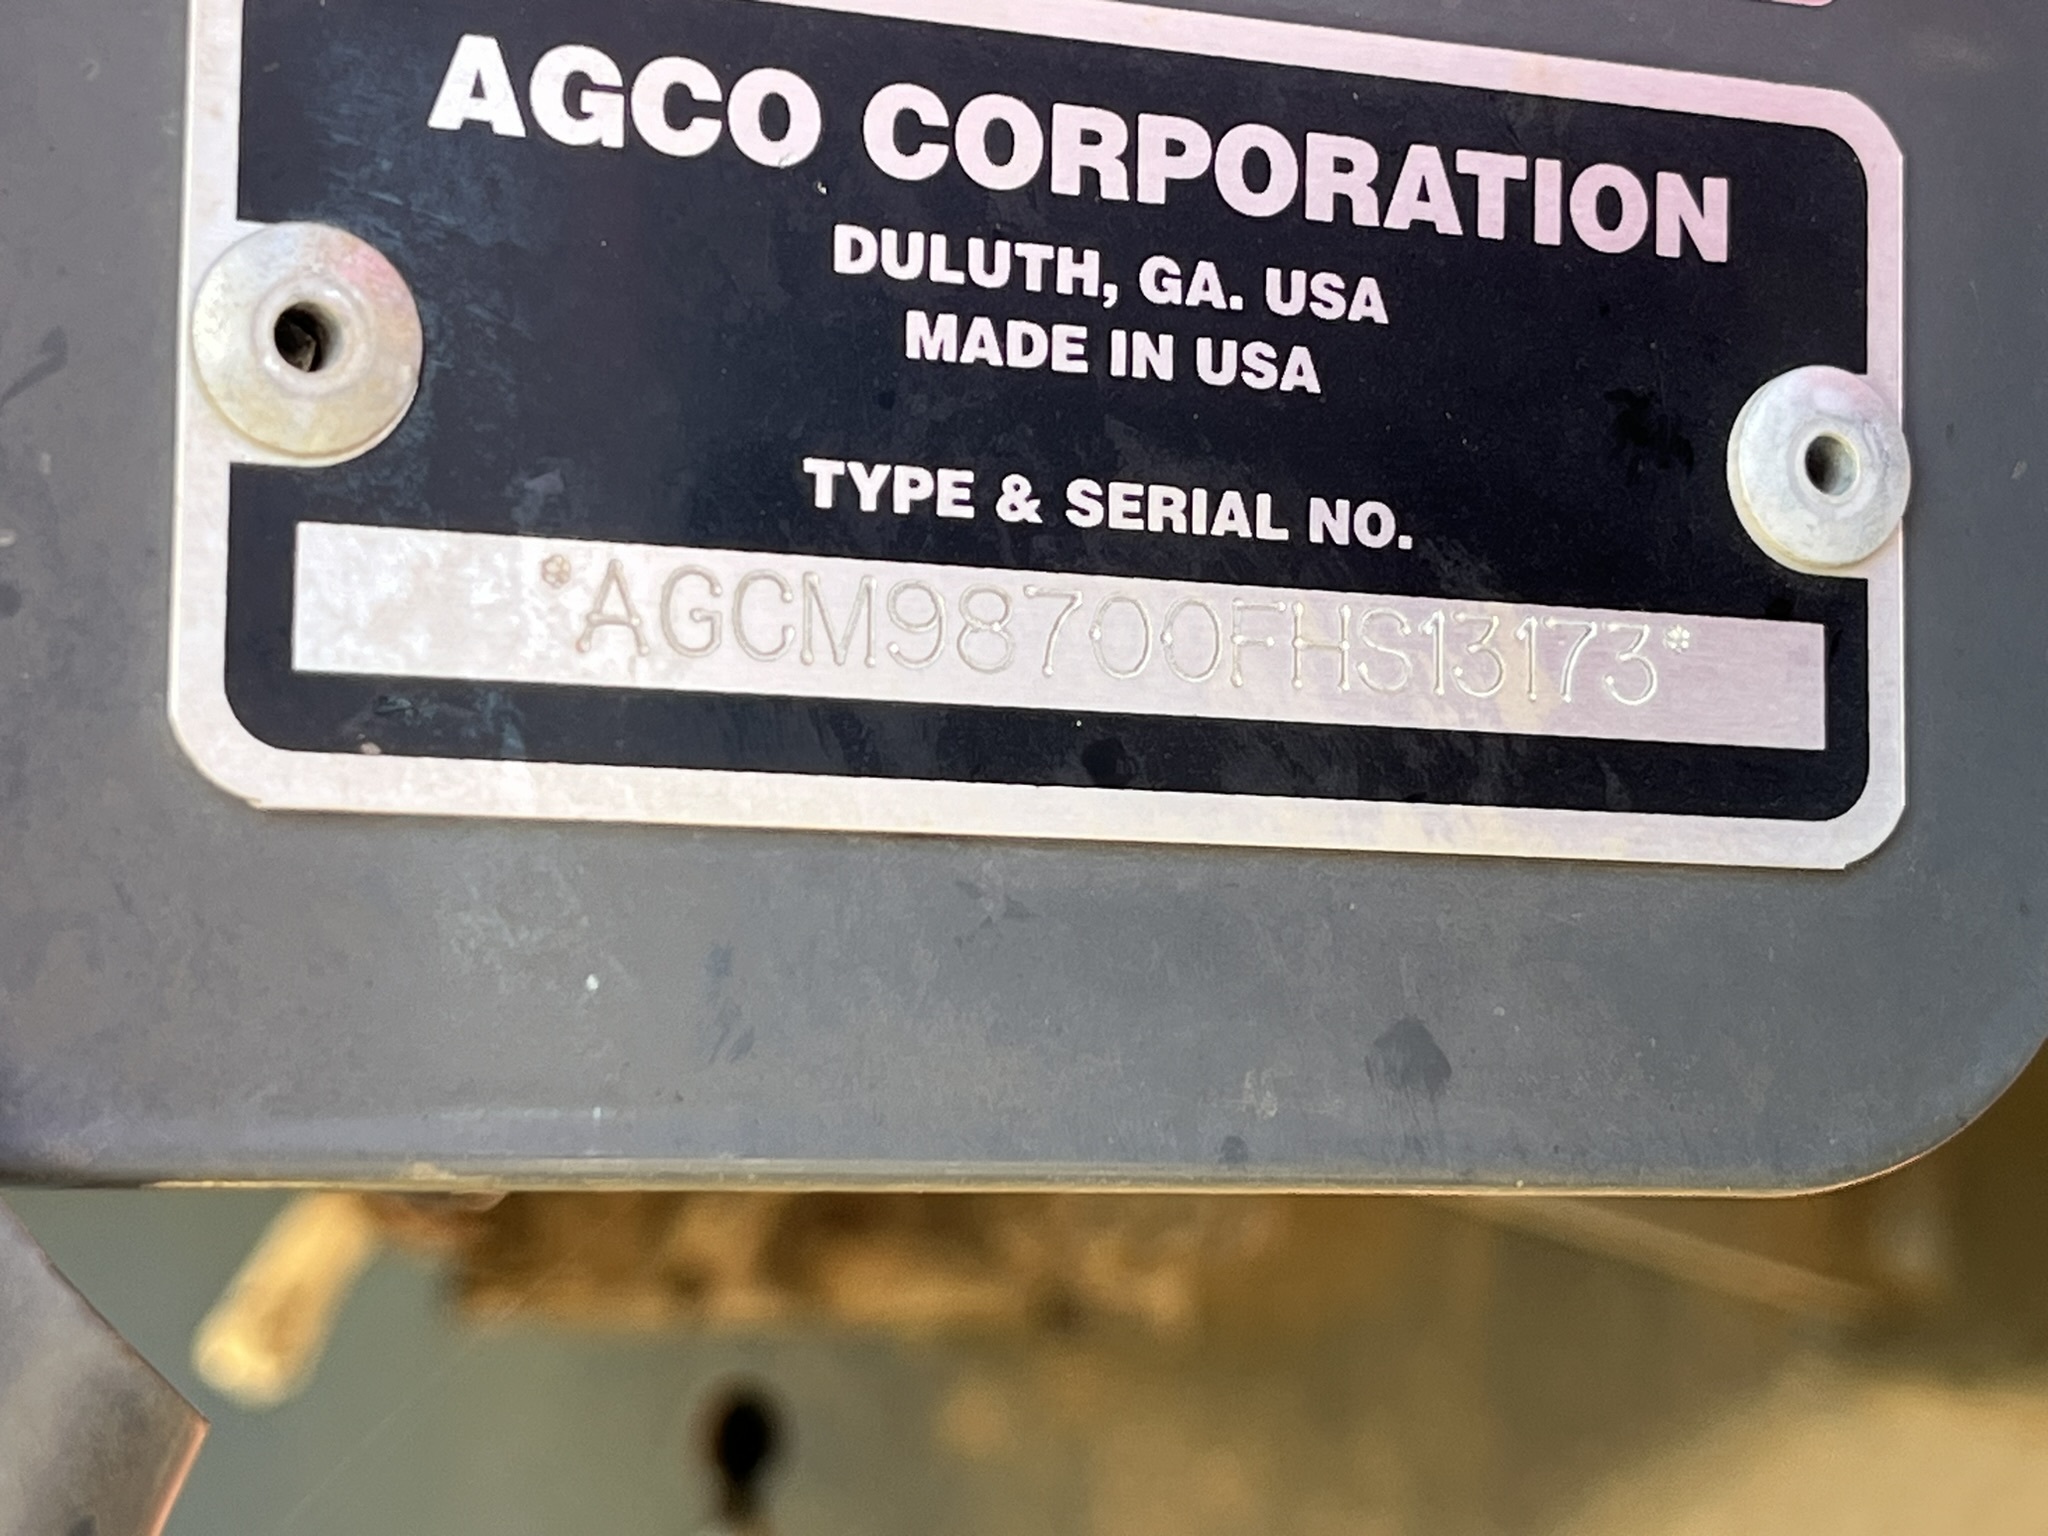 AGCO CORPORATION
DULUTH, GA. USA
MADE IN USA
TYPE & SERIAL NO.
*AGCM98700FHS13173*